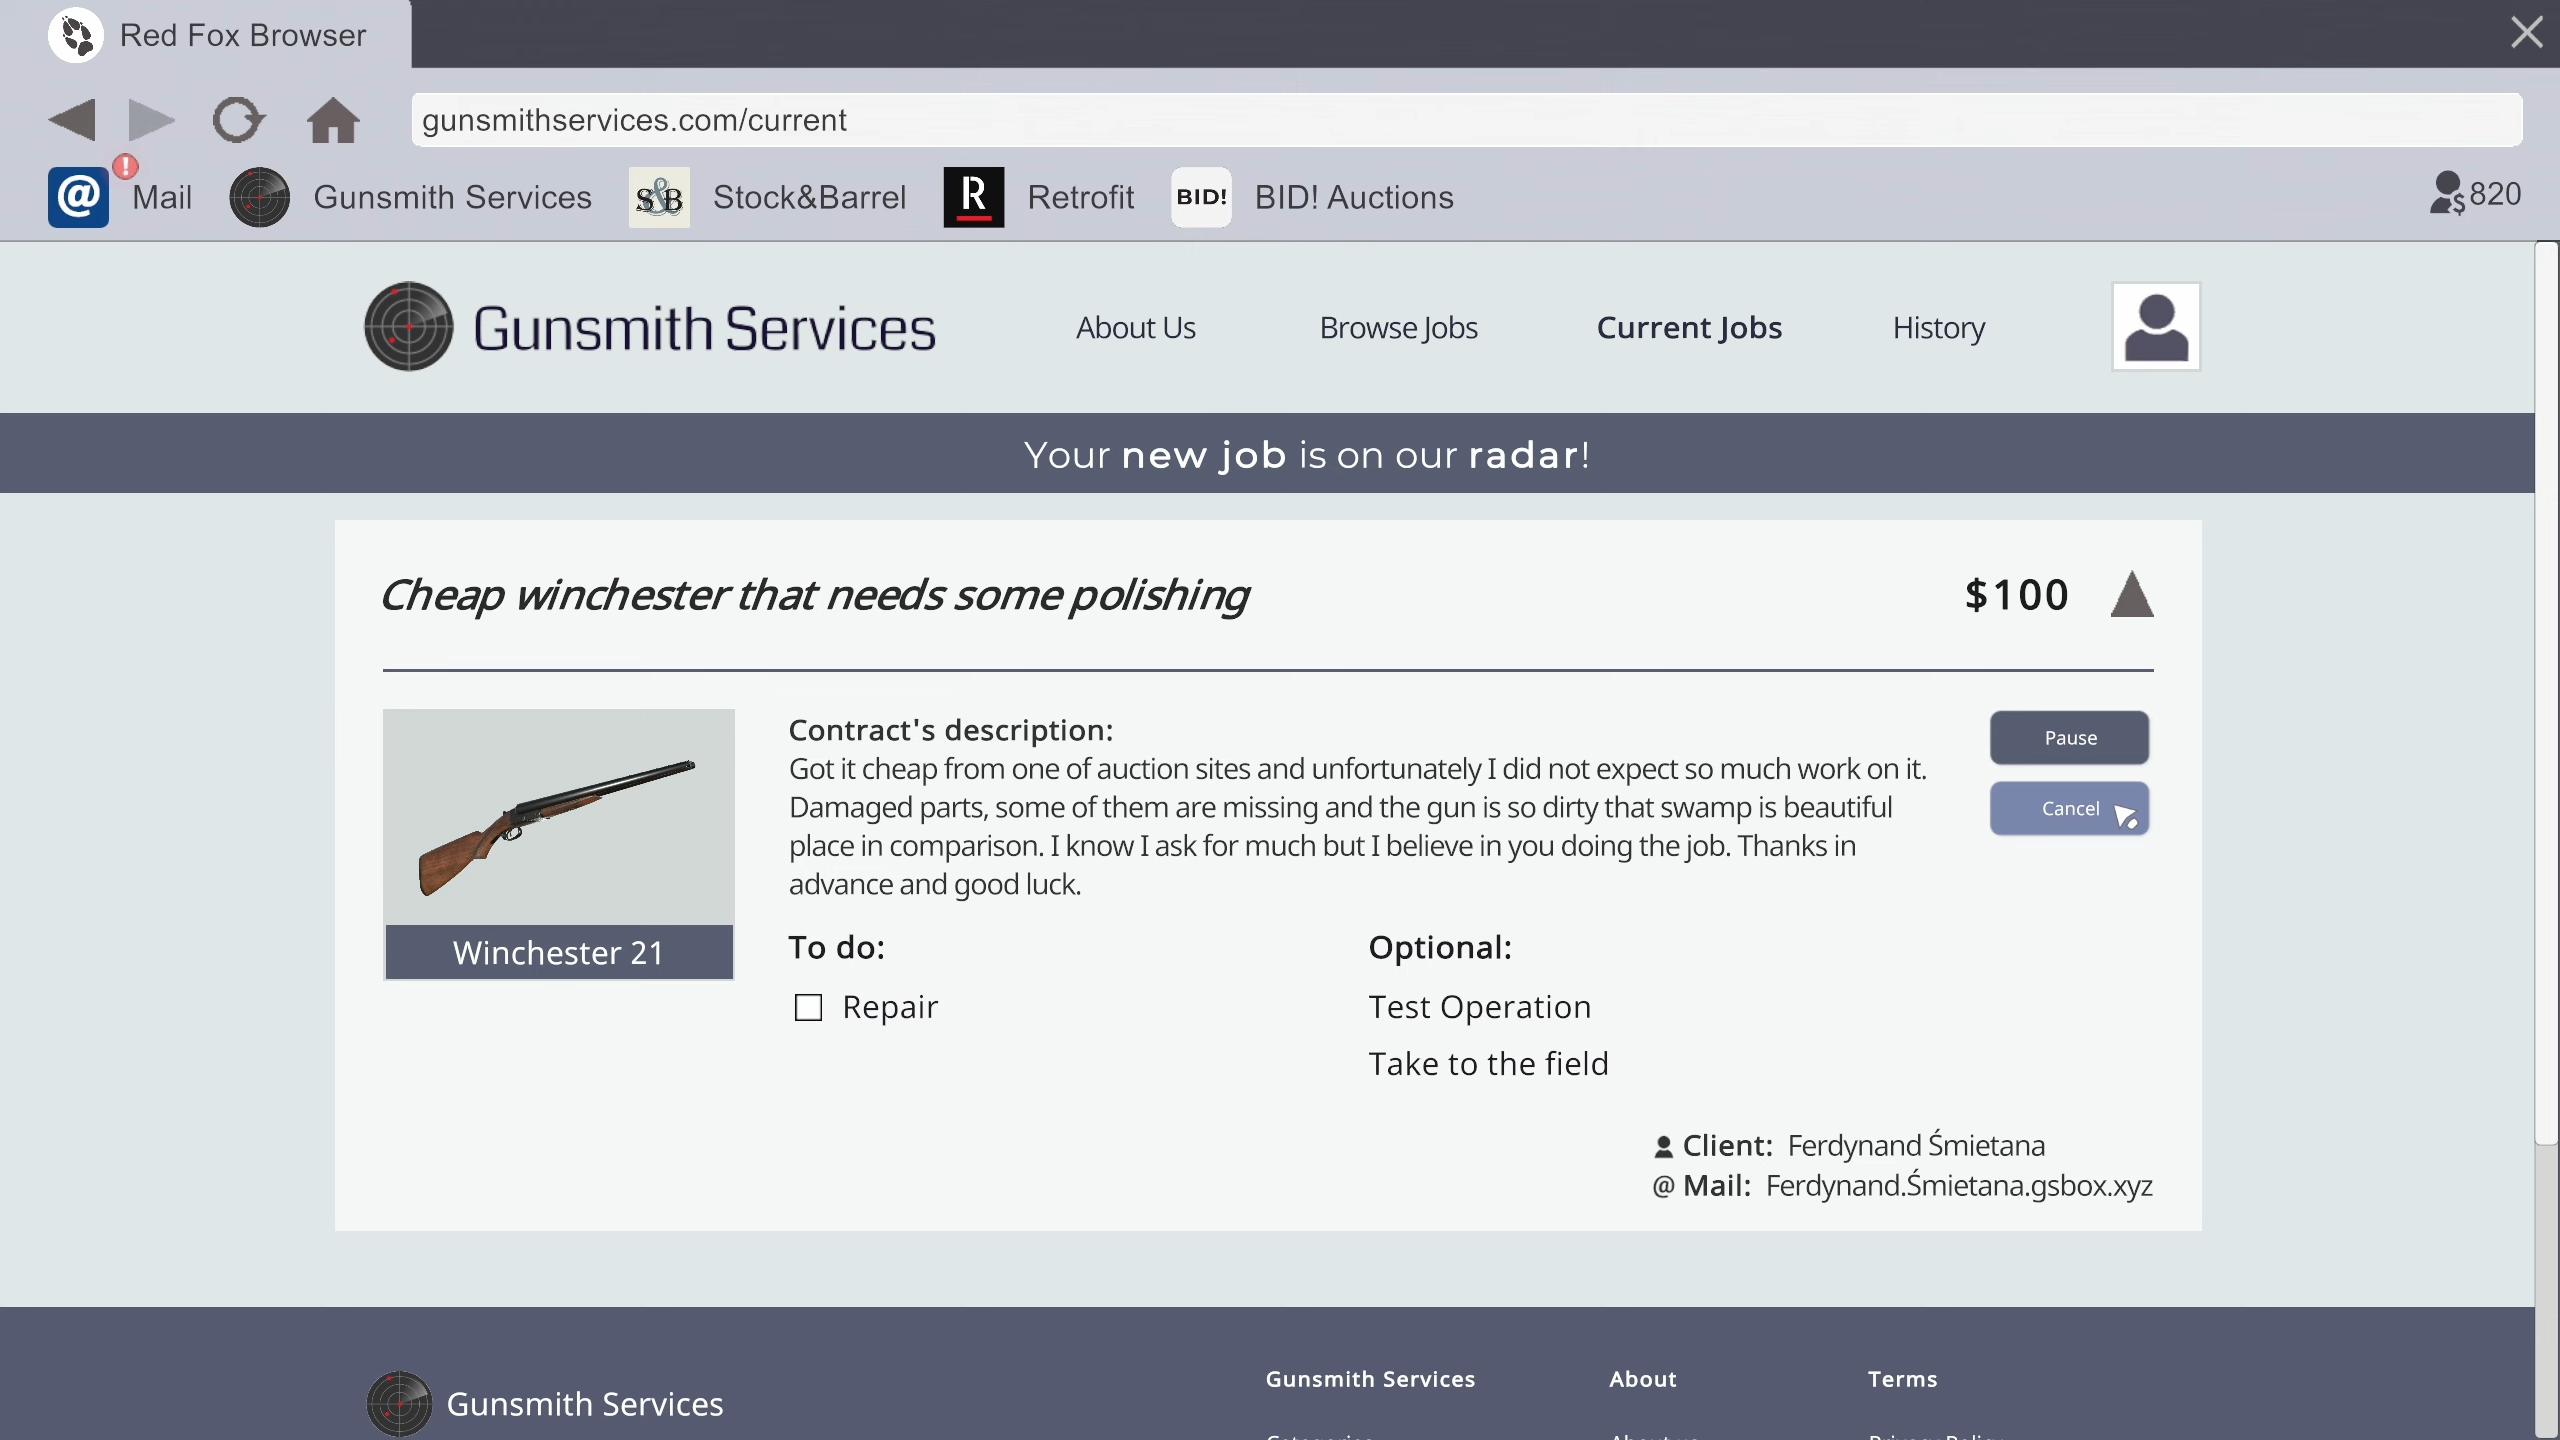 Red Fox Browser
gunsmithservices.com/current
@ ! Mail Gunsmith Services S&B Stock&Barrel R Retrofit BID! BID! Auctions $ 820
Gunsmith Services About Us Browse Jobs Current Jobs History
Your new job is on our radar!
Cheap winchester that needs some polishing $100
Contract's description:
Got it cheap from one of auction sites and unfortunately I did not expect so much work on it.
Damaged parts, some of them are missing and the gun is so dirty that swamp is beautiful
place in comparison. I know I ask for much but I believe in you doing the job. Thanks in
advance and good luck.
Pause
Cancel
Winchester 21
To do:
Repair
Optional:
Test Operation
Take to the field
Client: Ferdynand Śmietana
@ Mail: Ferdynand.Śmietana.gsbox.xyz
Gunsmith Services
Gunsmith Services About Terms